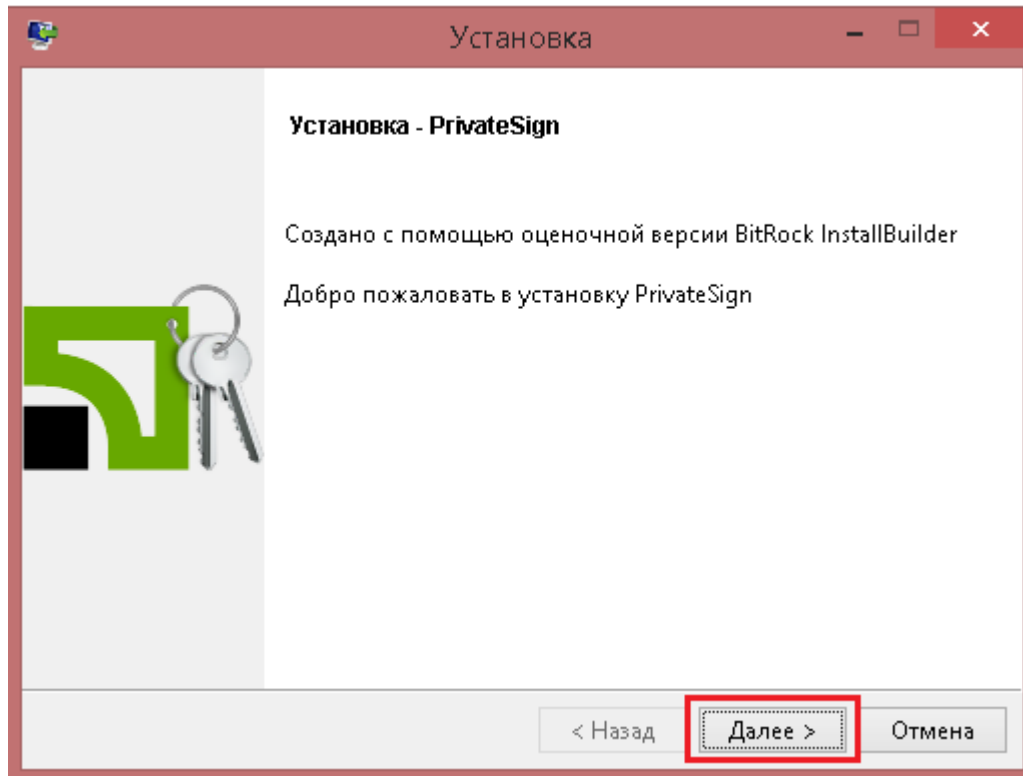 Установка
Установка - PrivateSign
Создано с помощью оценочной версии BitRock InstallBuilder
Добро пожаловать в установку PrivateSign
< Назад
Далее >
Отмена